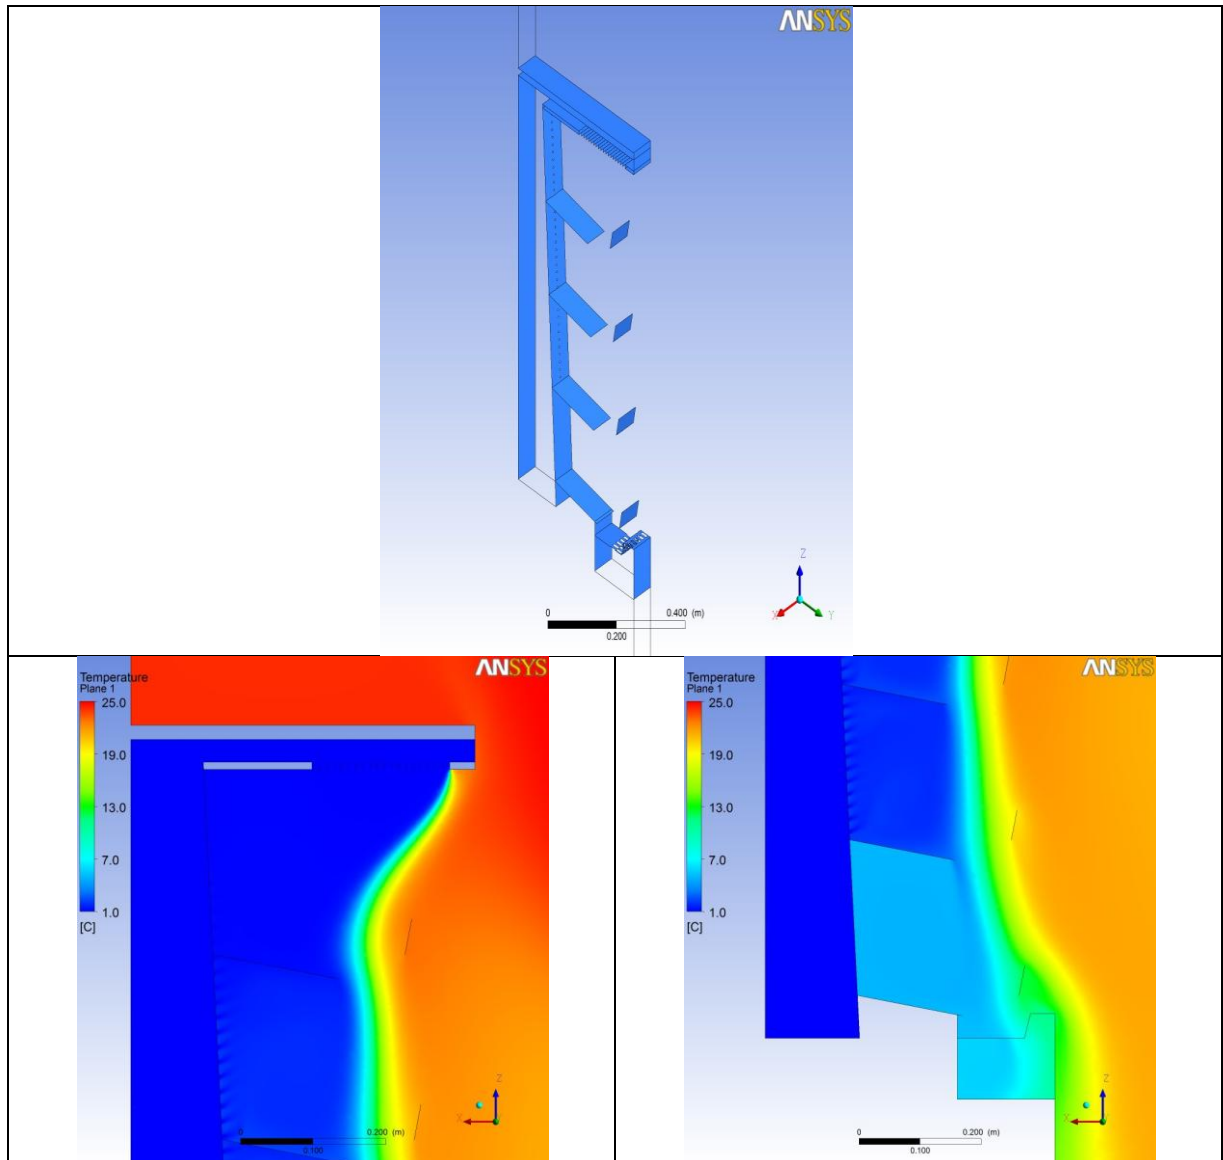 ANSYS
Z
X
Y
0
0.400 (m)
0.200
ANSYS
Temperature
Plane 1
25.0
19.0
13.0
7.0
1.0
[C]
Z
X
Y
0
0.200 (m)
0.100
ANSYS
Temperature
Plane 1
25.0
19.0
13.0
7.0
1.0
[C]
Z
X
0
0.200 (m)
0.100